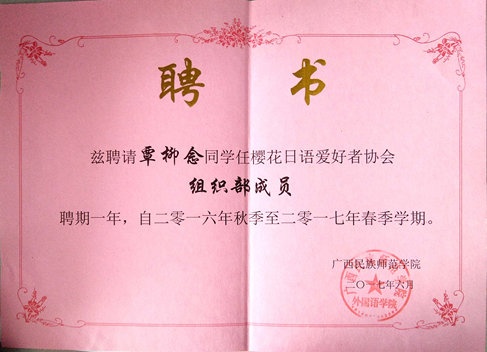 聘 书
兹聘请覃柳念同学任樱花日语爱好者协会
组织部成员
聘期一年，自二零一六年秋季至二零一七年春季学期。
广西民族师范学院
二〇一七年六月
外国语学院